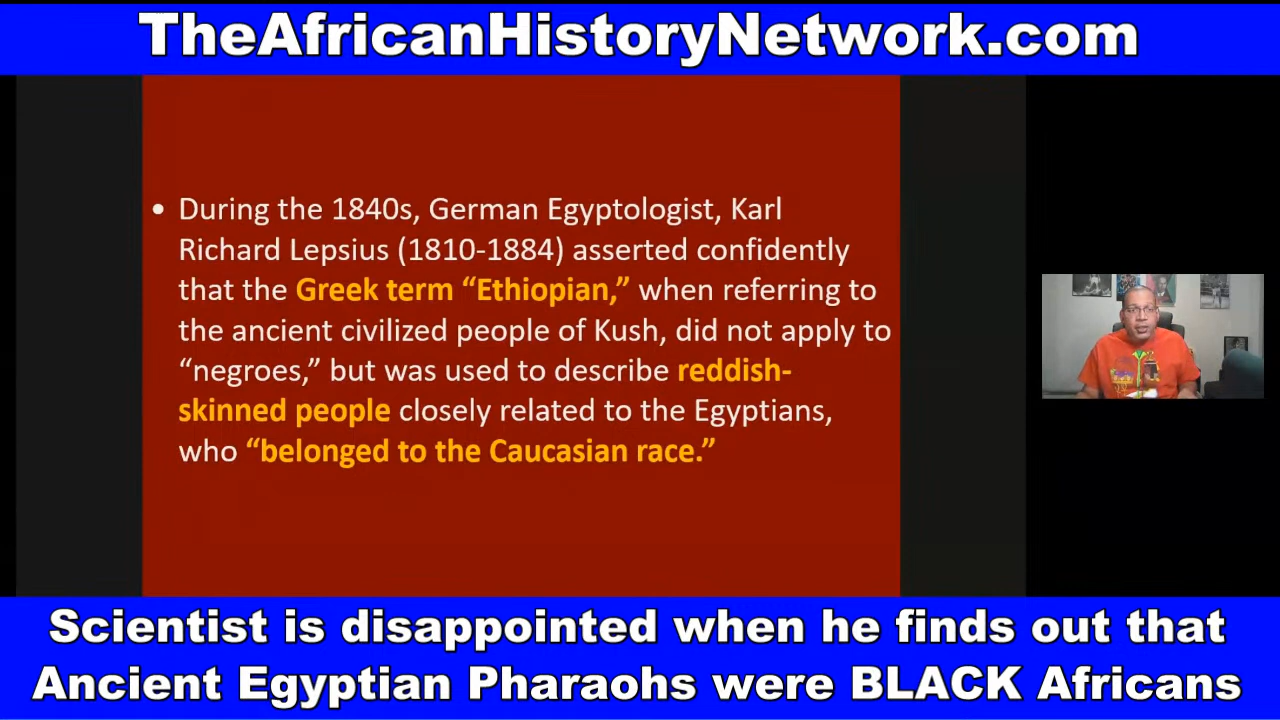 TheAfricanHistoryNetwork.com
• During the 1840s, German Egyptologist, Karl
Richard Lepsius (1810-1884) asserted confidently
that the Greek term “Ethiopian,” when referring to
the ancient civilized people of Kush, did not apply to
“negroes,” but was used to describe reddish-
skinned people closely related to the Egyptians,
who “belonged to the Caucasian race.”
Scientist is disappointed when he finds out that
Ancient Egyptian Pharaohs were BLACK Africans